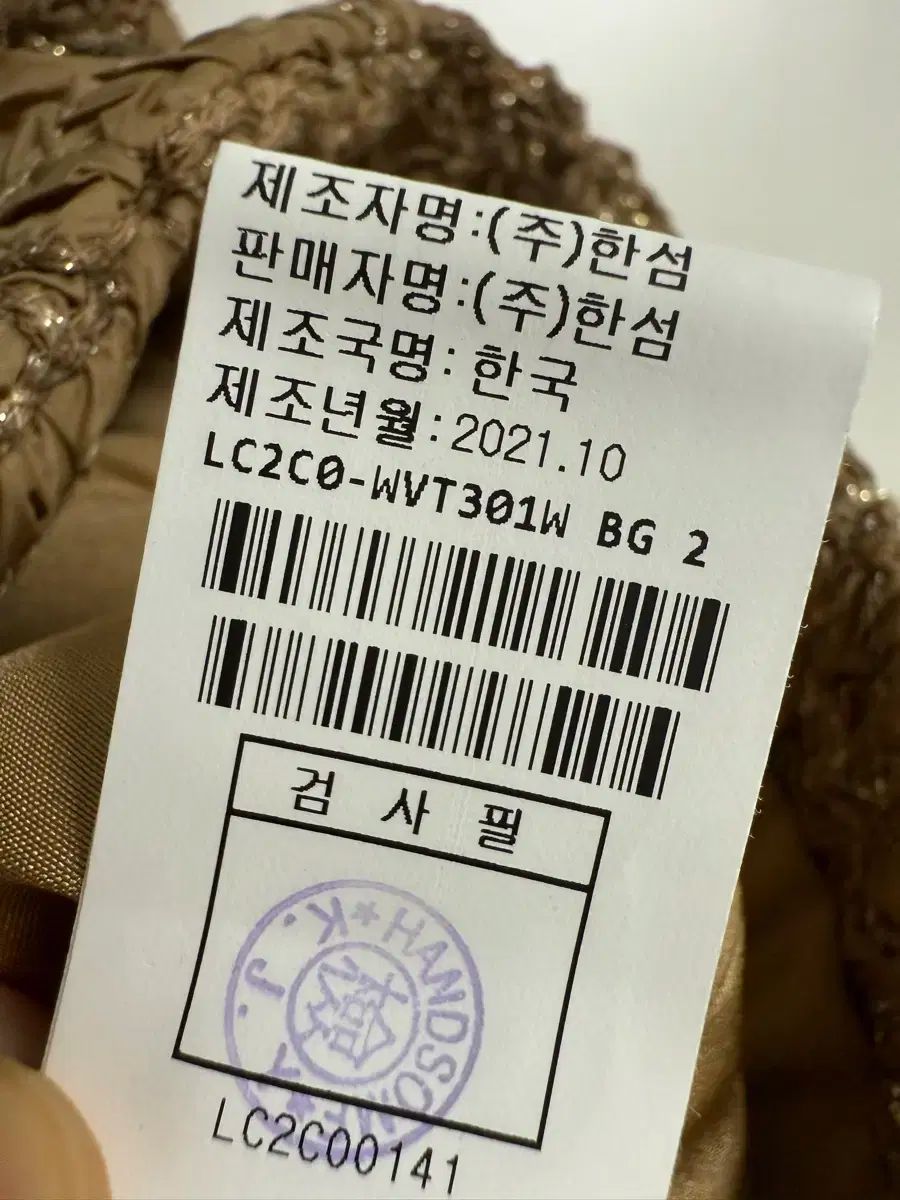 제조자명:(주)한섬
판매자명:(주)한섬
제조국명: 한국
제조년월:2021.10
LC2C0-WVT301W BG 2
검 사 필
K. J. Y ★ HANDSOME ★
LC2C00141